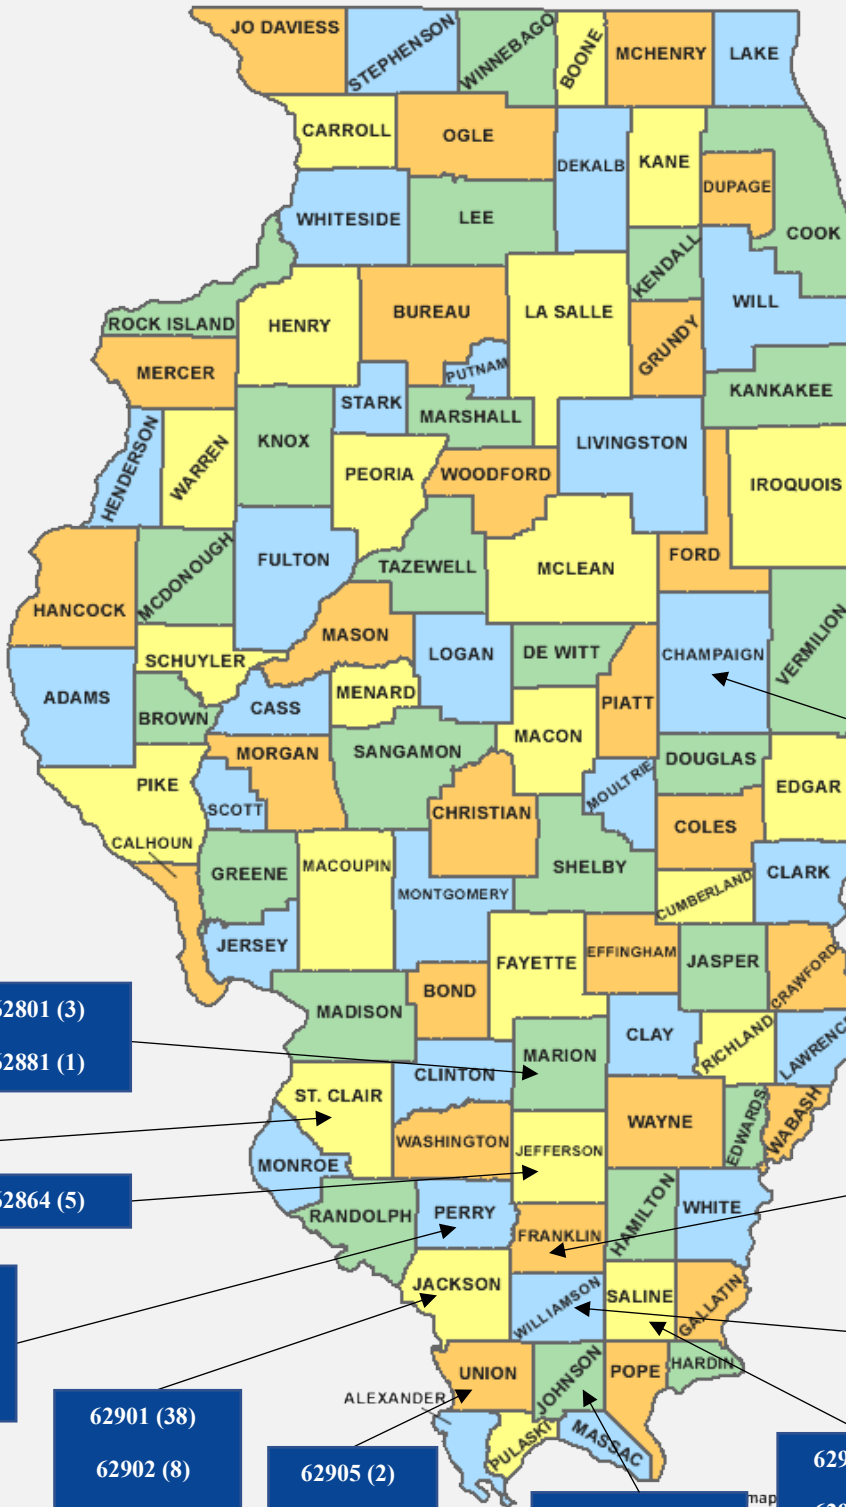 JO DAVIESS
STEPHENSON
WINNEBAGO
BOONE
MCHENRY
LAKE
CARROLL
OGLE
DEKALB
KANE
DUPAGE
COOK
WHITESIDE
LEE
KENDALL
WILL
ROCK ISLAND
HENRY
BUREAU
LA SALLE
GRUNDY
PUTNAM
KANKAKEE
MERCER
STARK
MARSHALL
LIVINGSTON
HENDERSON
WARREN
KNOX
PEORIA
WOODFORD
IROQUOIS
FORD
HANCOCK
MCDONOUGH
FULTON
TAZEWELL
MCLEAN
VERMILION
MASON
SCHUYLER
LOGAN
DE WITT
CHAMPAIGN
ADAMS
BROWN
CASS
MENARD
PIATT
MACON
MORGAN
SANGAMON
DOUGLAS
PIKE
SCOTT
MOULTRIE
EDGAR
CHRISTIAN
COLES
CALHOUN
GREENE
MACOUPIN
SHELBY
CLARK
MONTGOMERY
CUMBERLAND
JERSEY
FAYETTE
EFFINGHAM
JASPER
CRAWFORD
BOND
MADISON
62801 (3)
62881 (1)
MARION
CLAY
RICHLAND
LAWRENCE
CLINTON
ST. CLAIR
WAYNE
EDWARDS
WABASH
WASHINGTON
JEFFERSON
MONROE
62864 (5)
RANDOLPH
PERRY
FRANKLIN
HAMILTON
WHITE
JACKSON
WILLIAMSON
SALINE
GALLATIN
UNION
JOHNSON
POPE
HARDIN
ALEXANDER
PULASKI
MASSAC
62901 (38)
62902 (8)
62905 (2)
map